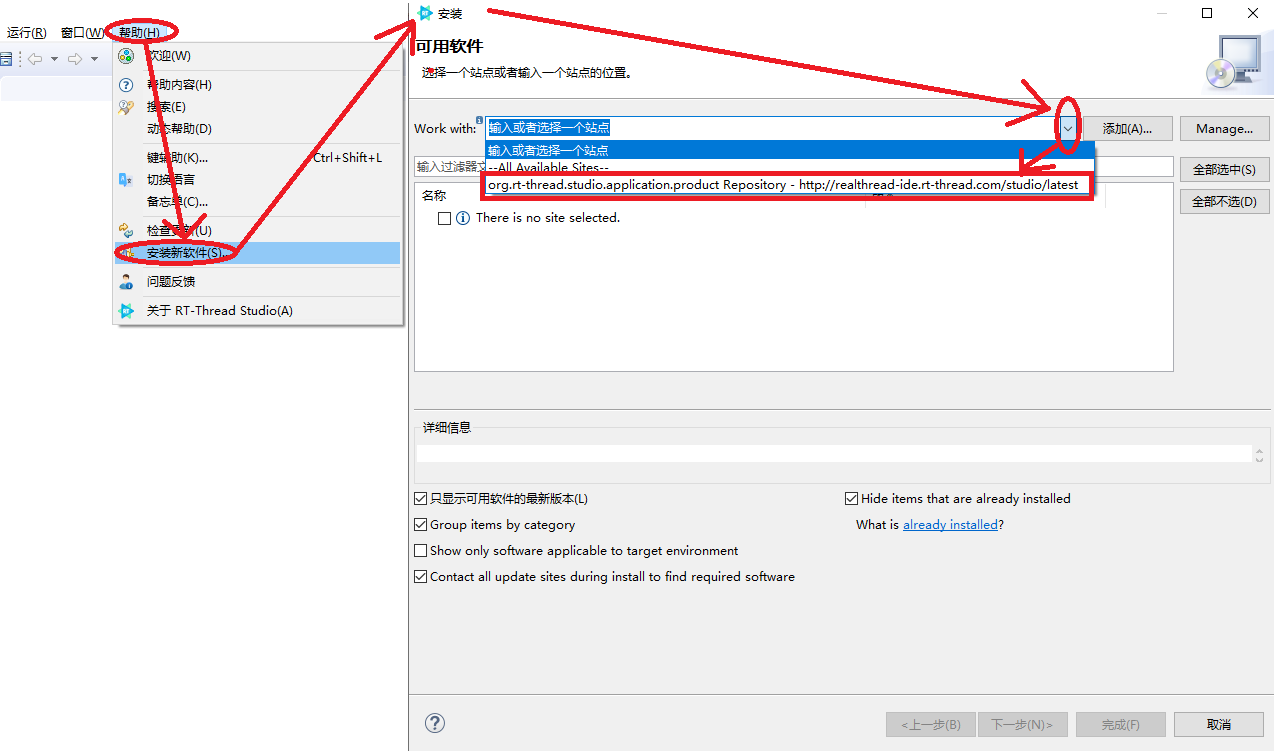 运行(R) 窗口(W) 帮助(H)
欢迎(W)
帮助内容(H)
搜索(E)
动态帮助(D)
键辅助(K)... Ctrl+Shift+L
切换语言
备忘单(C)...
检查更新(U)
安装新软件(S)...
问题反馈
关于 RT-Thread Studio(A)
安装
可用软件
选择一个站点或者输入一个站点的位置。
Work with: 输入或者选择一个站点 添加(A)... Manage...
输入或者选择一个站点
输入过滤器文 --All Available Sites-- 全部选中(S)
org.rt-thread.studio.application.product Repository - http://realthread-ide.rt-thread.com/studio/latest
名称 全部不选(D)
There is no site selected.
详细信息
只显示可用软件的最新版本(L) Hide items that are already installed
Group items by category What is already installed?
Show only software applicable to target environment
Contact all update sites during install to find required software
<上一步(B) 下一步(N)> 完成(F) 取消